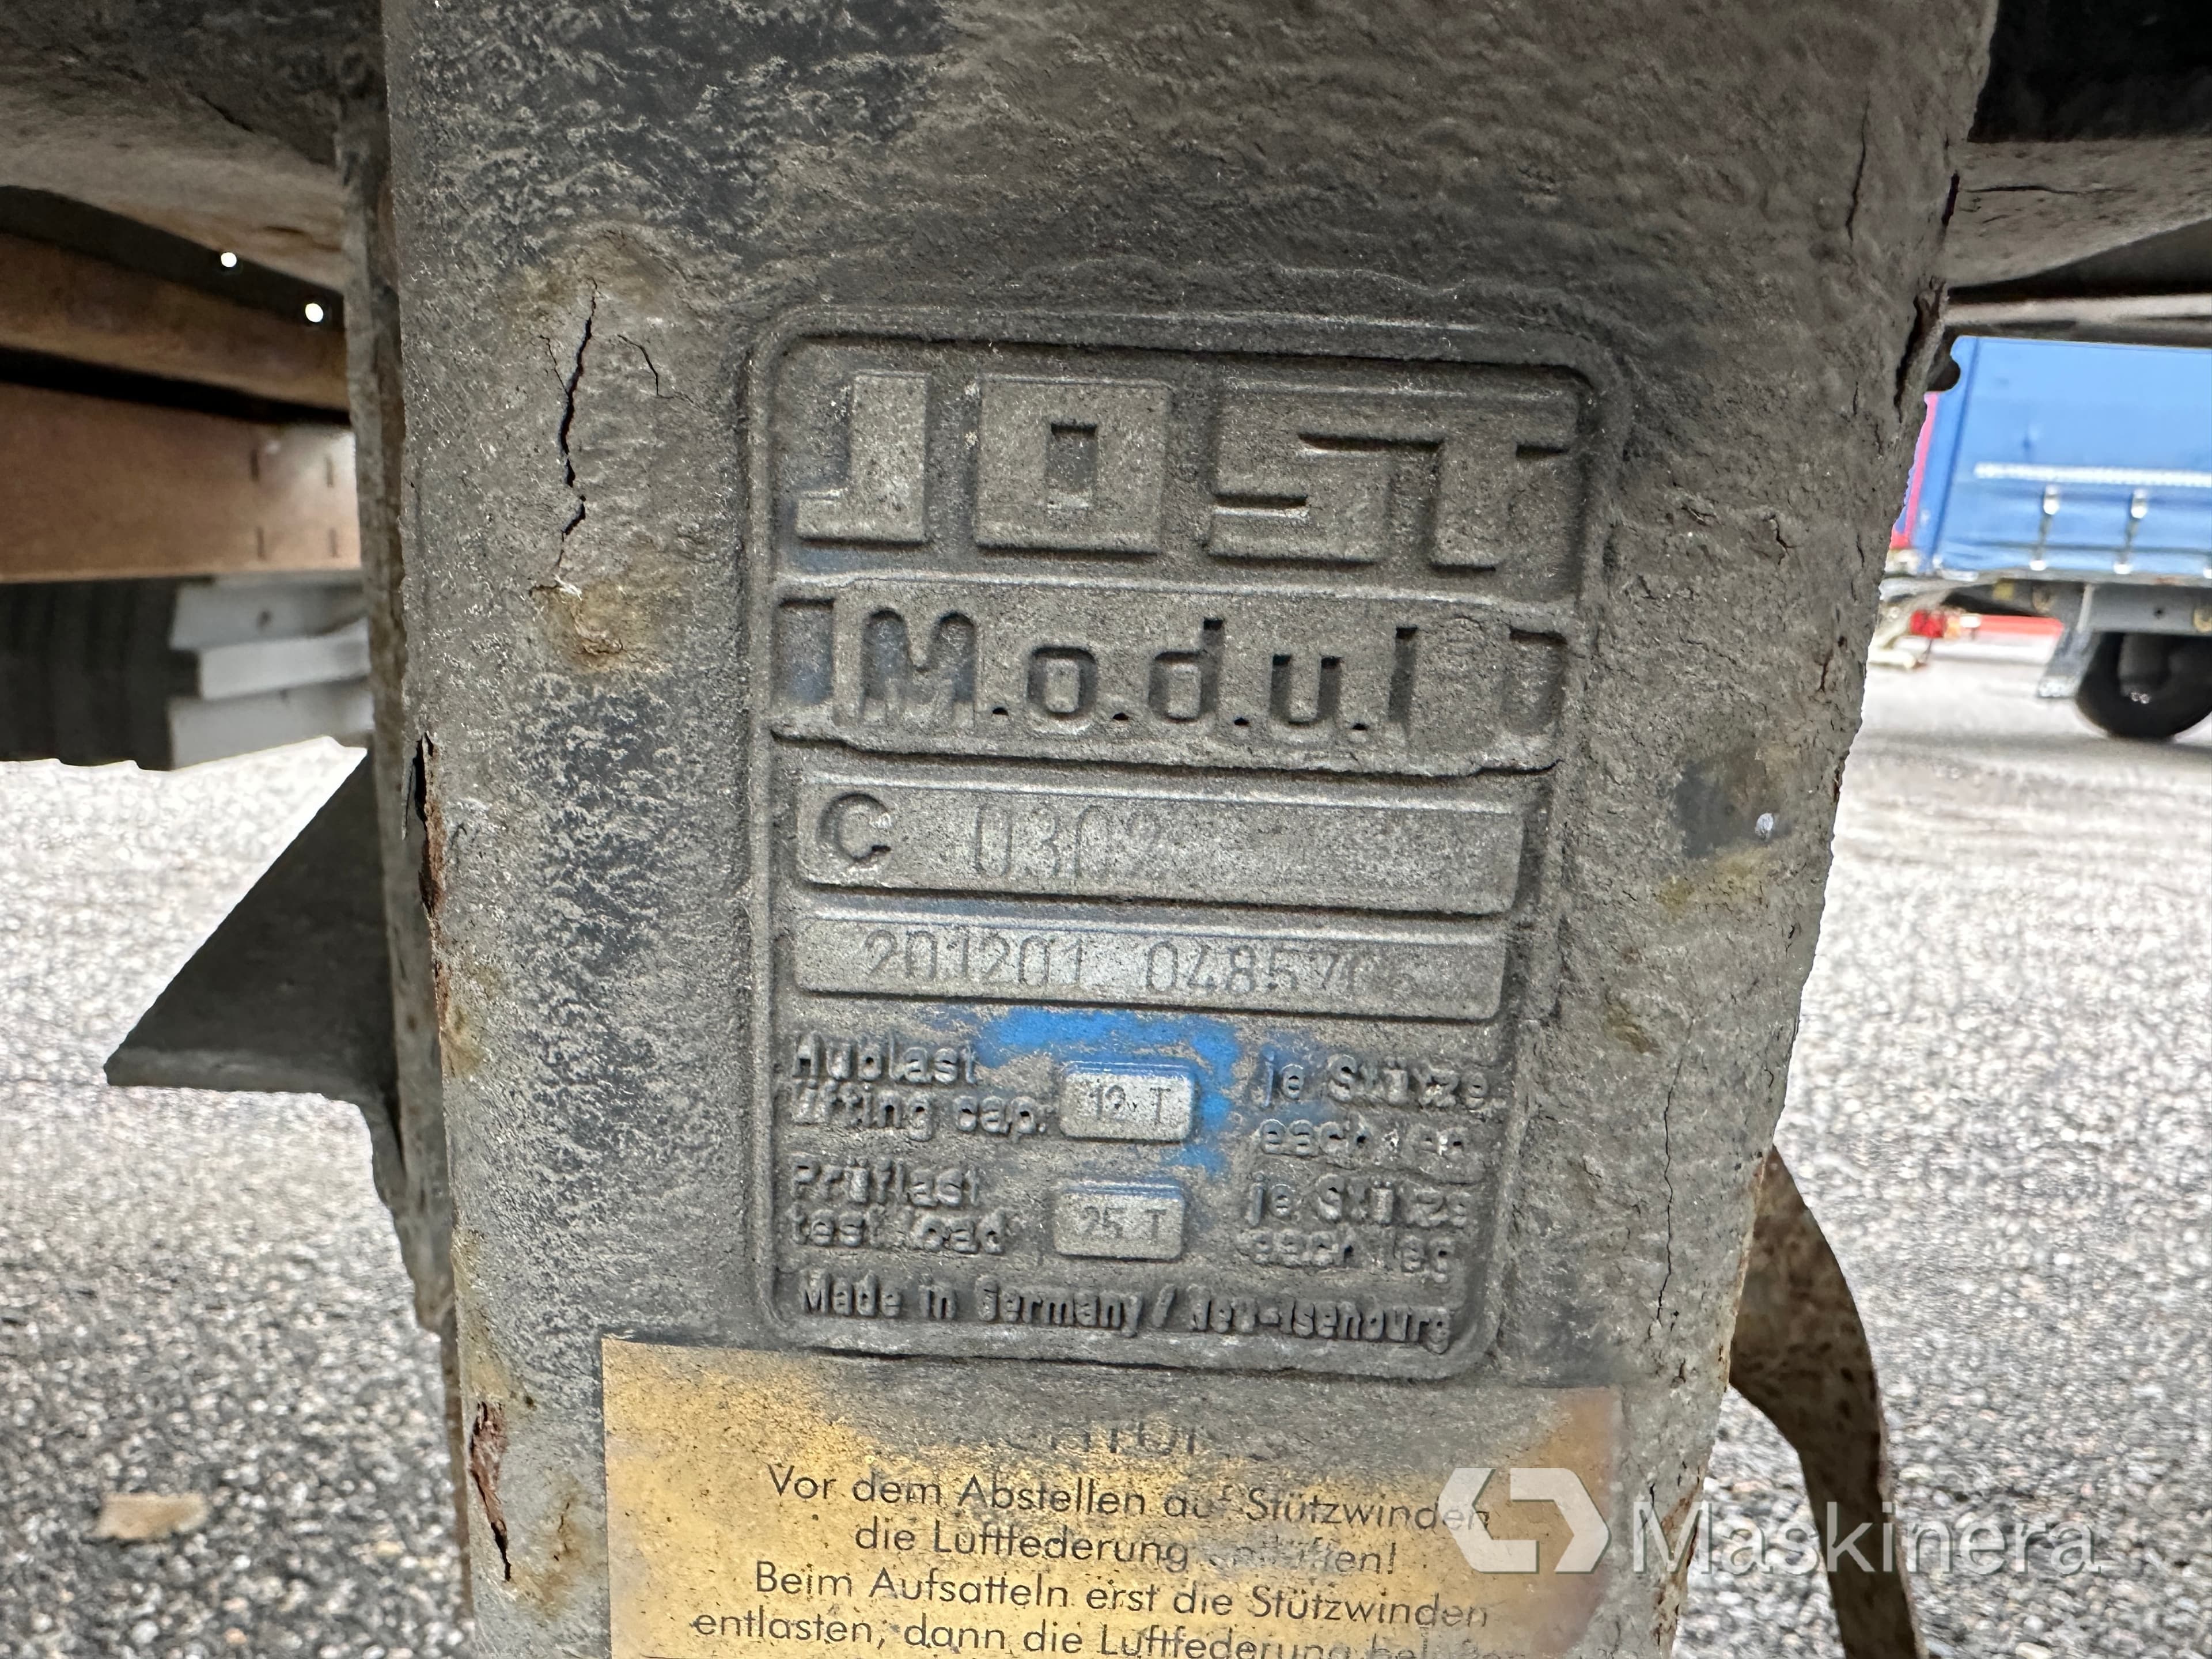 JOST
M.o.d.u.l
C 0302
201201 04857
Hublast
lifting cap. 12 T je Stütze
each leg
Prüflast
test load 25 T je Stütze
each leg
Made in Germany / Neu-Isenburg
Vor dem Abstellen auf Stützwinden
die Luftfederung
Beim Aufsatteln erst die Stützwinden
entlasten, dann die Luftfederung
Maskinera